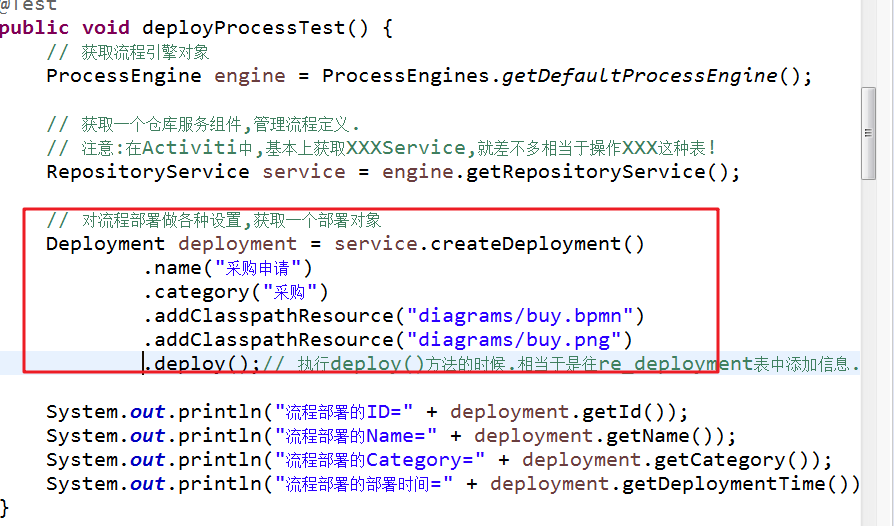 @Test
public void deployProcessTest() {
// 获取流程引擎对象
ProcessEngine engine = ProcessEngines.getDefaultProcessEngine();
// 获取一个仓库服务组件,管理流程定义.
// 注意:在Activiti中,基本上获取XXXService,就差不多相当于操作XXX这种表!
RepositoryService service = engine.getRepositoryService();
// 对流程部署做各种设置,获取一个部署对象
Deployment deployment = service.createDeployment()
.name("采购申请")
.category("采购")
.addClasspathResource("diagrams/buy.bpmn")
.addClasspathResource("diagrams/buy.png")
.deploy();// 执行deploy()方法的时候.相当于是往re_deployment表中添加信息.
System.out.println("流程部署的ID=" + deployment.getId());
System.out.println("流程部署的Name=" + deployment.getName());
System.out.println("流程部署的Category=" + deployment.getCategory());
System.out.println("流程部署的部署时间=" + deployment.getDeploymentTime())
}